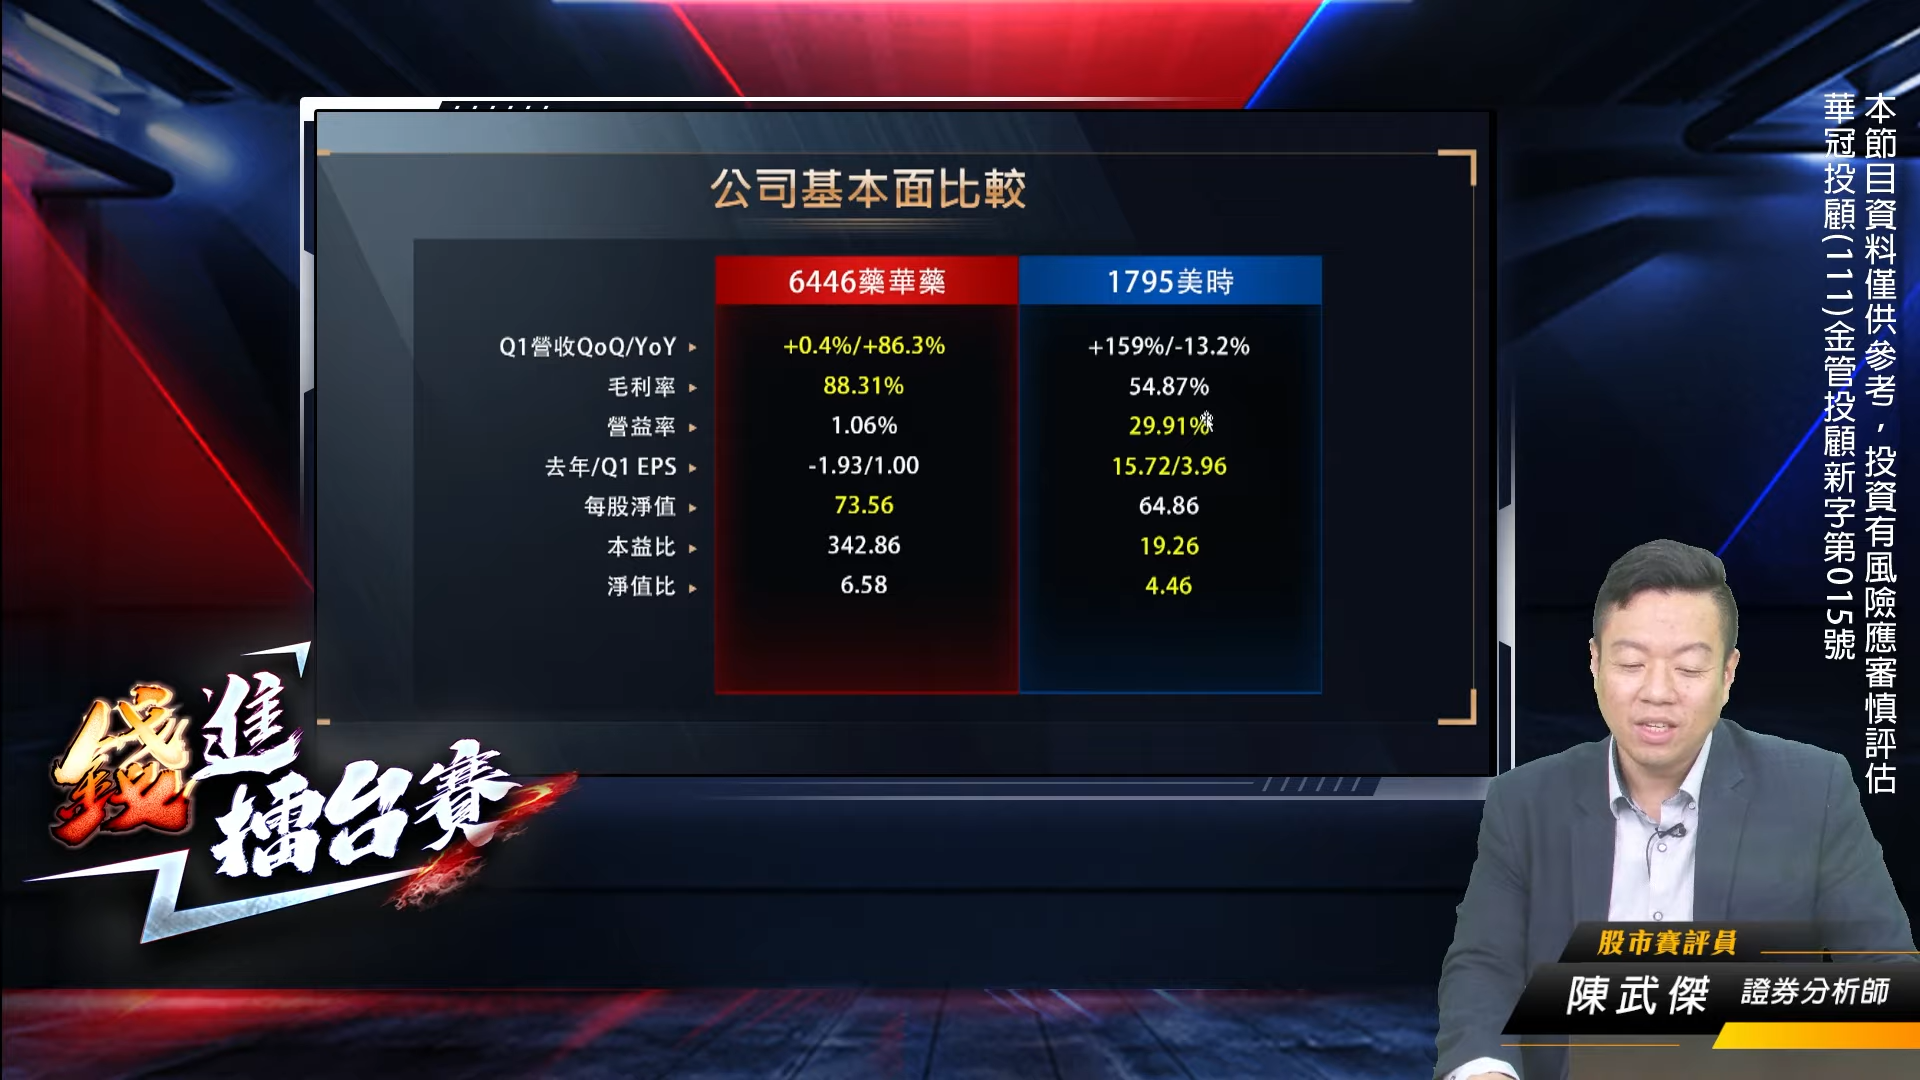 公司基本面比較
6446藥華藥 1795美時
Q1營收QoQ/YoY +0.4%/+86.3% +159%/-13.2%
毛利率 88.31% 54.87%
營益率 1.06% 29.91%
去年/Q1 EPS -1.93/1.00 15.72/3.96
每股淨值 73.56 64.86
本益比 342.86 19.26
淨值比 6.58 4.46
本節目資料僅供參考，投資有風險應審慎評估
華冠投顧(111)金管投顧新字第015號
錢進
擂台賽
股市賽評員
陳武傑 證券分析師